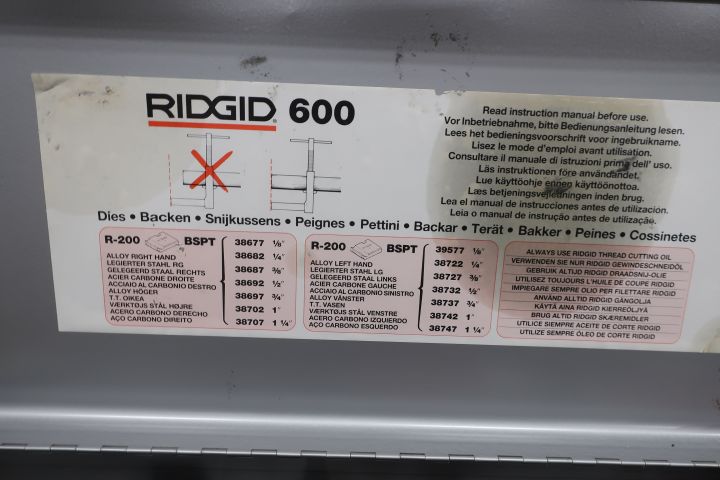 RIDGID® 600
Read instruction manual before use.
Vor Inbetriebnahme, bitte Bedienungsanleitung lesen.
Lees het bedieningsvoorschrift voor ingebruikname.
Lisez le mode d'emploi avant utilisation.
Consultare il manuale di istruzioni prima dell' uso.
Läs instruktionen före användandet.
Lue käyttöohje ennen käyttöönottoa.
Læs betjeningsvejledningen inden brug.
Lea el manual de instrucciones antes de utilización.
Leia o manual de instrução antes de utilização.
Dies • Backen • Snijkussens • Peignes • Pettini • Backar • Terät • Bakker • Peines • Cossinetes
R-200 BSPT
ALLOY RIGHT HAND
LEGIERTER STAHL RG
GELEGEERD STAAL RECHTS
ACIER CARBONE DROITE
ACCIAIO AL CARBONIO DESTRO
ALLOY HÖGER
T.T. OIKEA
VÆRKTØJS STÅL HØJRE
ACERO CARBONO DERECHO
AÇO CARBONO DIREITO
38677 1/8"
38682 1/4"
38687 3/8"
38692 1/2"
38697 3/4"
38702 1"
38707 1 1/4"
R-200 BSPT
ALLOY LEFT HAND
LEGIERTER STAHL LG
GELEGEERD STAAL LINKS
ACIER CARBONE GAUCHE
ACCIAIO AL CARBONIO SINISTRO
ALLOY VÄNSTER
T.T. VASEN
VÆRKTØJS STÅL VENSTRE
ACERO CARBONO IZQUIERDO
AÇO CARBONO ESQUERDO
39577 1/8"
38722 1/4"
38727 3/8"
38732 1/2"
38737 3/4"
38742 1"
38747 1 1/4"
ALWAYS USE RIDGID THREAD CUTTING OIL
VERWENDEN SIE NUR RIDGID GEWINDESCHNEIDÖL
GEBRUIK ALTIJD RIDGID DRAADSNIJ-OLIE
UTILISEZ TOUJOURS L'HUILE DE COUPE RIDGID
IMPIEGARE SEMPRE OLIO PER FILETTARE RIDGID
ANVÄND ALLTID RIDGID GÄNGOLJA
KÄYTÄ AINA RIDGID KIERREÖLJYÄ
BRUG ALTID RIDGID SKÆREMIDLER
UTILICE SIEMPRE ACEITE DE CORTE RIDGID
UTILIZE SEMPRE ÓLEO DE CORTE RIDGID